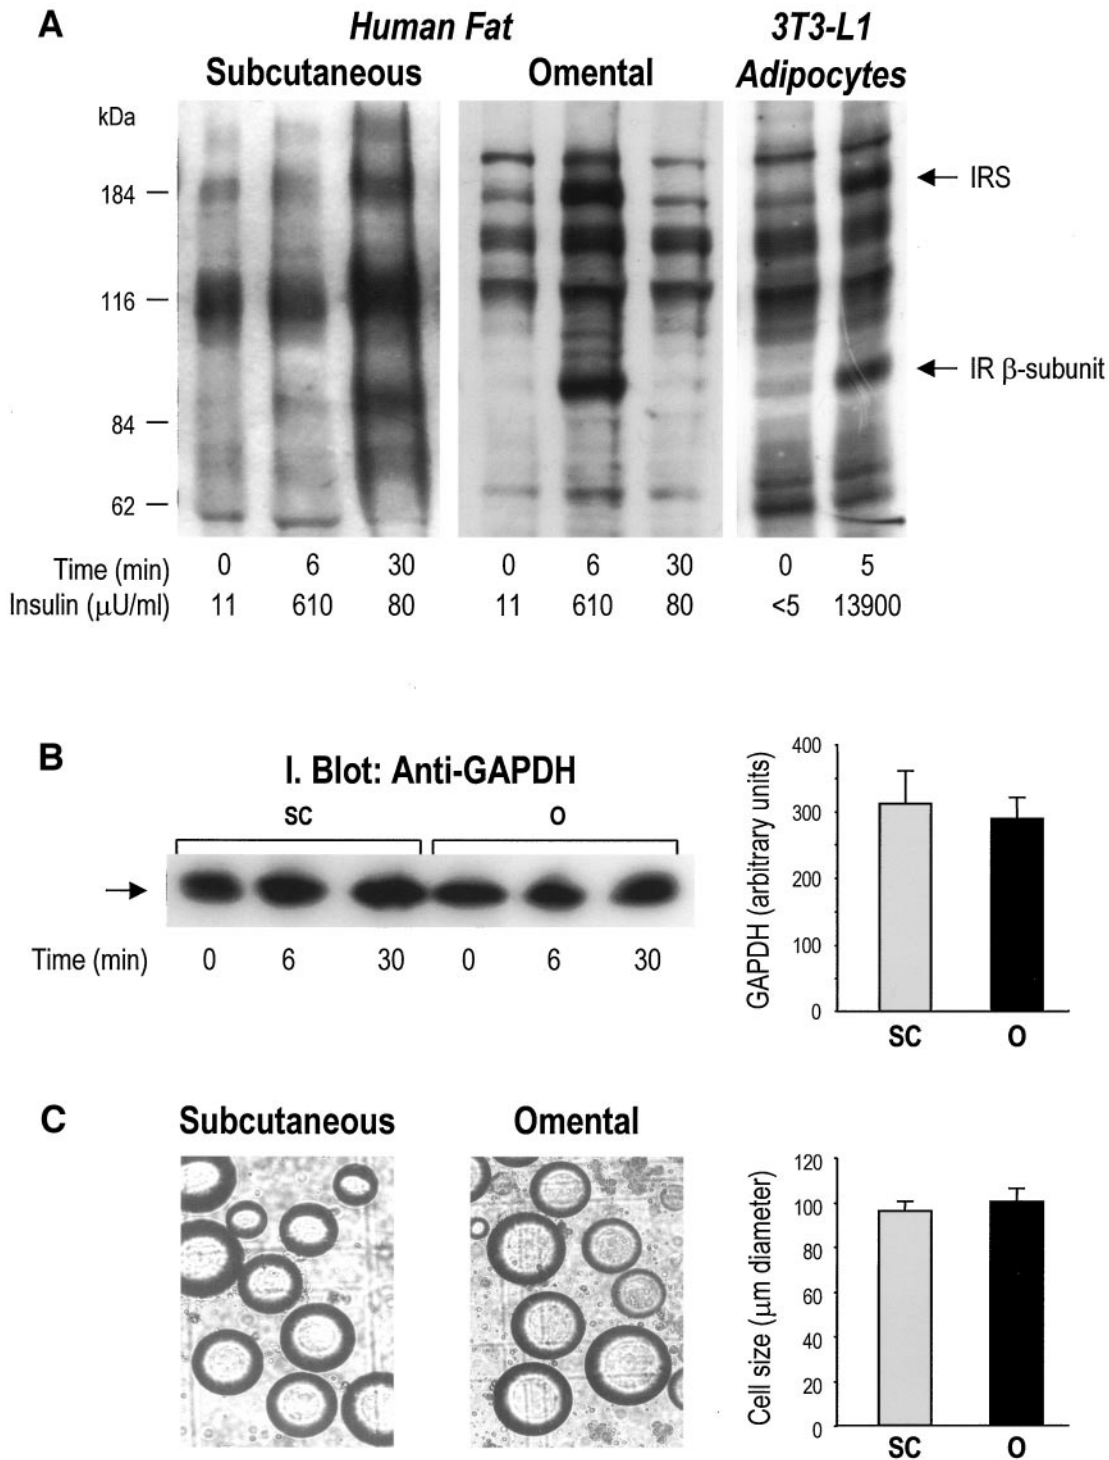 A
Human Fat
3T3-L1
Subcutaneous
Omental
Adipocytes
kDa
184
116
84
62
IRS
IR β-subunit
Time (min) 0 6 30 0 6 30 0 5
Insulin (μU/ml) 11 610 80 11 610 80 <5 13900
B
I. Blot: Anti-GAPDH
SC O
Time (min) 0 6 30 0 6 30
GAPDH (arbitrary units)
400
300
200
100
0
SC O
C
Subcutaneous Omental
Cell size (μm diameter)
120
100
80
60
40
20
0
SC O